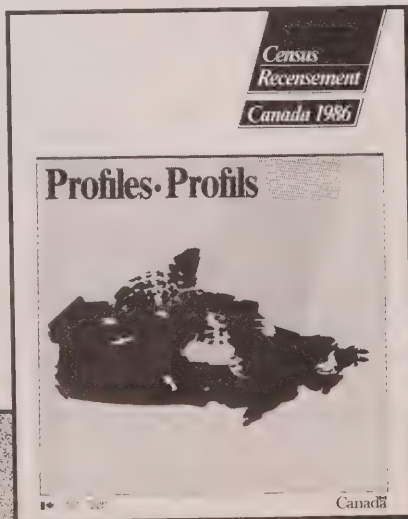 Census
Recensement
Canada 1986
Profiles • Profils
Canada